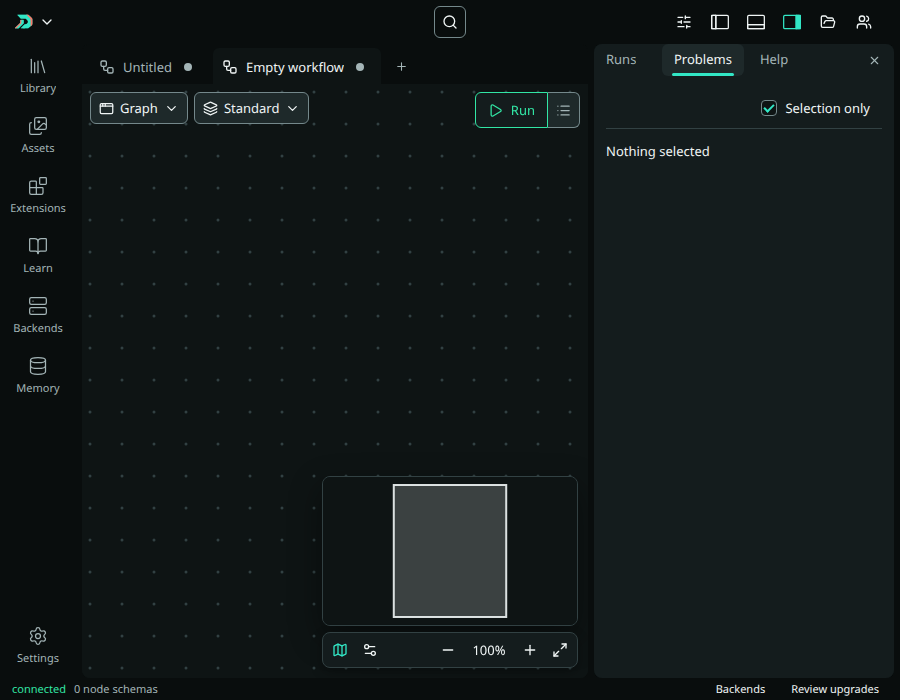 Untitled
Empty workflow
Runs
Problems
Help
Library
Assets
Extensions
Learn
Backends
Memory
Settings
Graph
Standard
Run
Selection only
Nothing selected
100%
connected
0 node schemas
Backends
Review upgrades